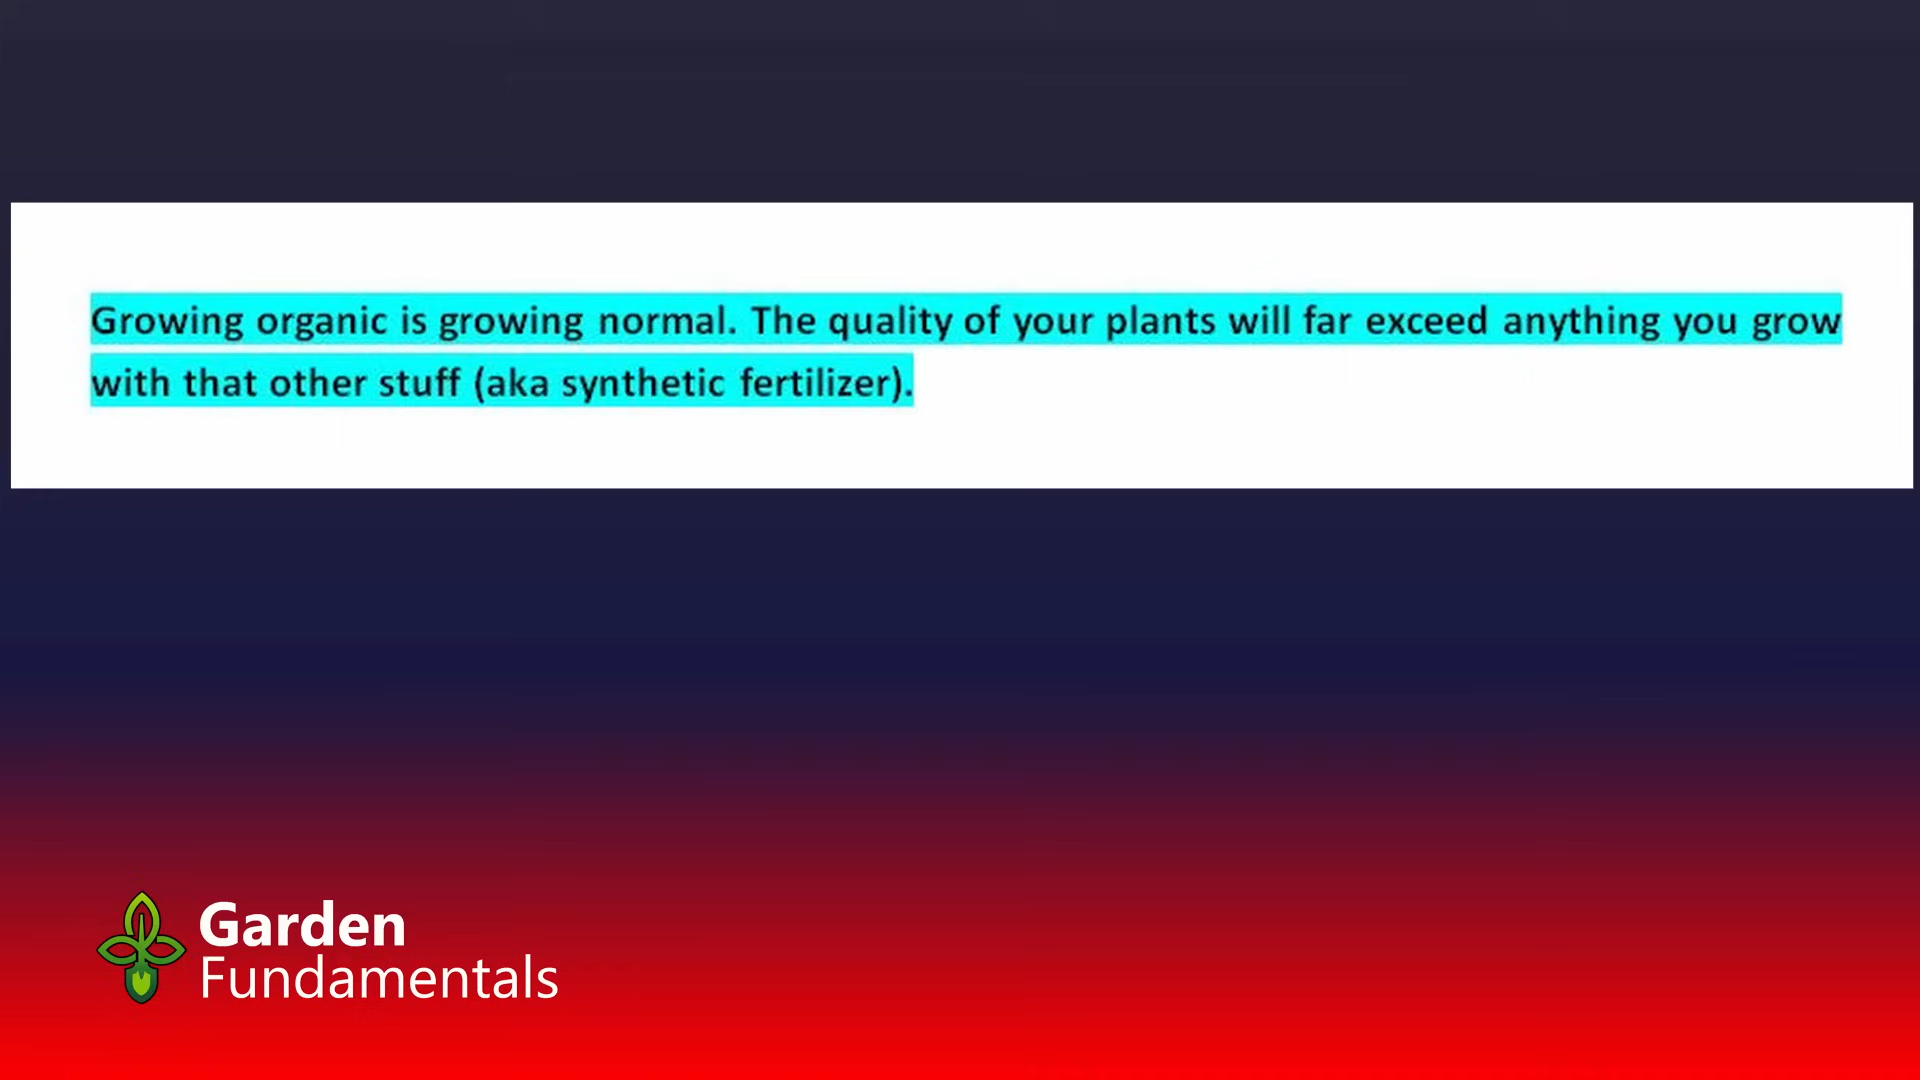 Growing organic is growing normal. The quality of your plants will far exceed anything you grow
with that other stuff (aka synthetic fertilizer).
Garden
Fundamentals